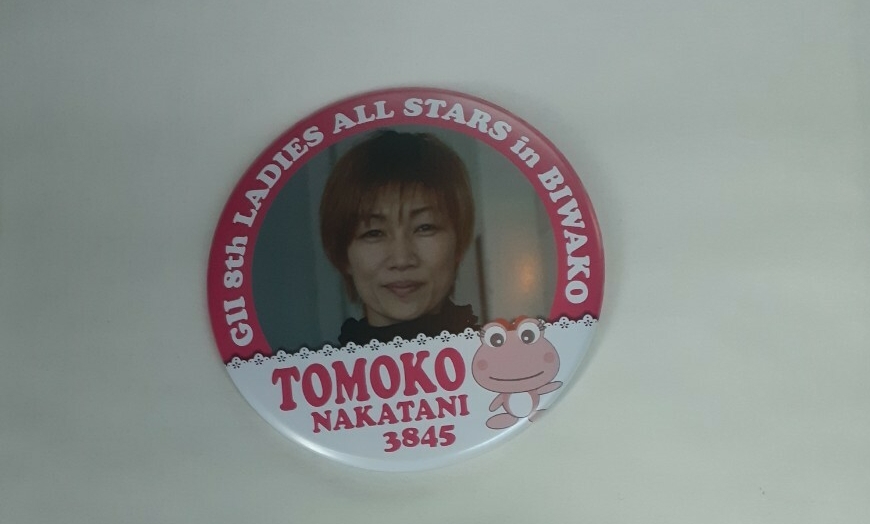 GII 8th LADIES ALL STARS in BIWAKO
TOMOKO
NAKATANI
3845